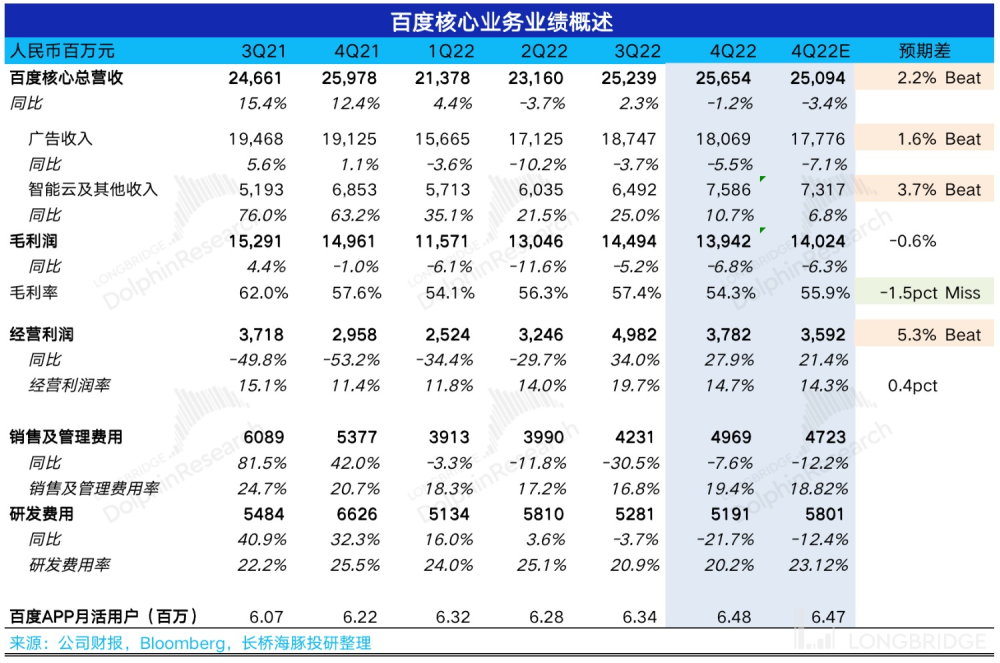 百度核心业务业绩概述
人民币百万元 3Q21 4Q21 1Q22 2Q22 3Q22 4Q22 4Q22E 预期差
百度核心总营收 24,661 25,978 21,378 23,160 25,239 25,654 25,094 2.2% Beat
同比 15.4% 12.4% 4.4% -3.7% 2.3% -1.2% -3.4%
广告收入 19,468 19,125 15,665 17,125 18,747 18,069 17,776 1.6% Beat
同比 5.6% 1.1% -3.6% -10.2% -3.7% -5.5% -7.1%
智能云及其他收入 5,193 6,853 5,713 6,035 6,492 7,586 7,317 3.7% Beat
同比 76.0% 63.2% 35.1% 21.5% 25.0% 10.7% 6.8%
毛利润 15,291 14,961 11,571 13,046 14,494 13,942 14,024 -0.6%
同比 4.4% -1.0% -6.1% -11.6% -5.2% -6.8% -6.3%
毛利率 62.0% 57.6% 54.1% 56.3% 57.4% 54.3% 55.9% -1.5pct Miss
经营利润 3,718 2,958 2,524 3,246 4,982 3,782 3,592 5.3% Beat
同比 -49.8% -53.2% -34.4% -29.7% 34.0% 27.9% 21.4%
经营利润率 15.1% 11.4% 11.8% 14.0% 19.7% 14.7% 14.3% 0.4pct
销售及管理费用 6089 5377 3913 3990 4231 4969 4723
同比 81.5% 42.0% -3.3% -11.8% -30.5% -7.6% -12.2%
销售及管理费用率 24.7% 20.7% 18.3% 17.2% 16.8% 19.4% 18.82%
研发费用 5484 6626 5134 5810 5281 5191 5801
同比 40.9% 32.3% 16.0% 3.6% -3.7% -21.7% -12.4%
研发费用率 22.2% 25.5% 24.0% 25.1% 20.9% 20.2% 23.12%
百度APP月活用户（百万） 6.07 6.22 6.32 6.28 6.34 6.48 6.47
来源：公司财报，Bloomberg，长桥海豚投研整理
LONGBRIDGE
LONGBRIDGE
DolphinResearch
LONGBRIDGE
DolphinResearch
LONGBRIDGE
DolphinResearch
LONGBRIDGE
DolphinResearch